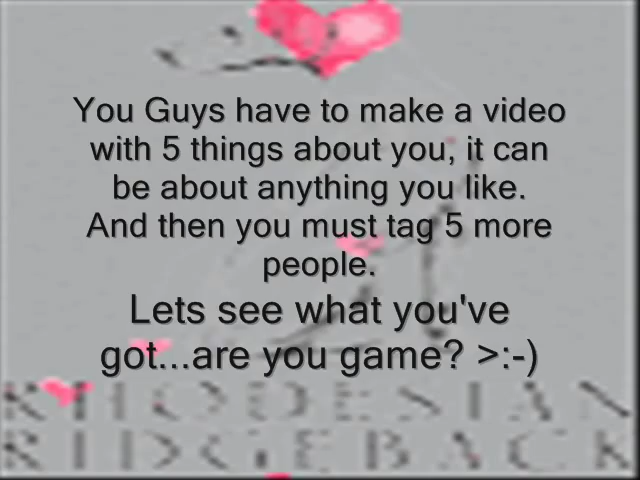 You Guys have to make a video
with 5 things about you, it can
be about anything you like.
And then you must tag 5 more
people.
Lets see what you've
got...are you game? >:-)
RHODESIAN
RIDGEBACK